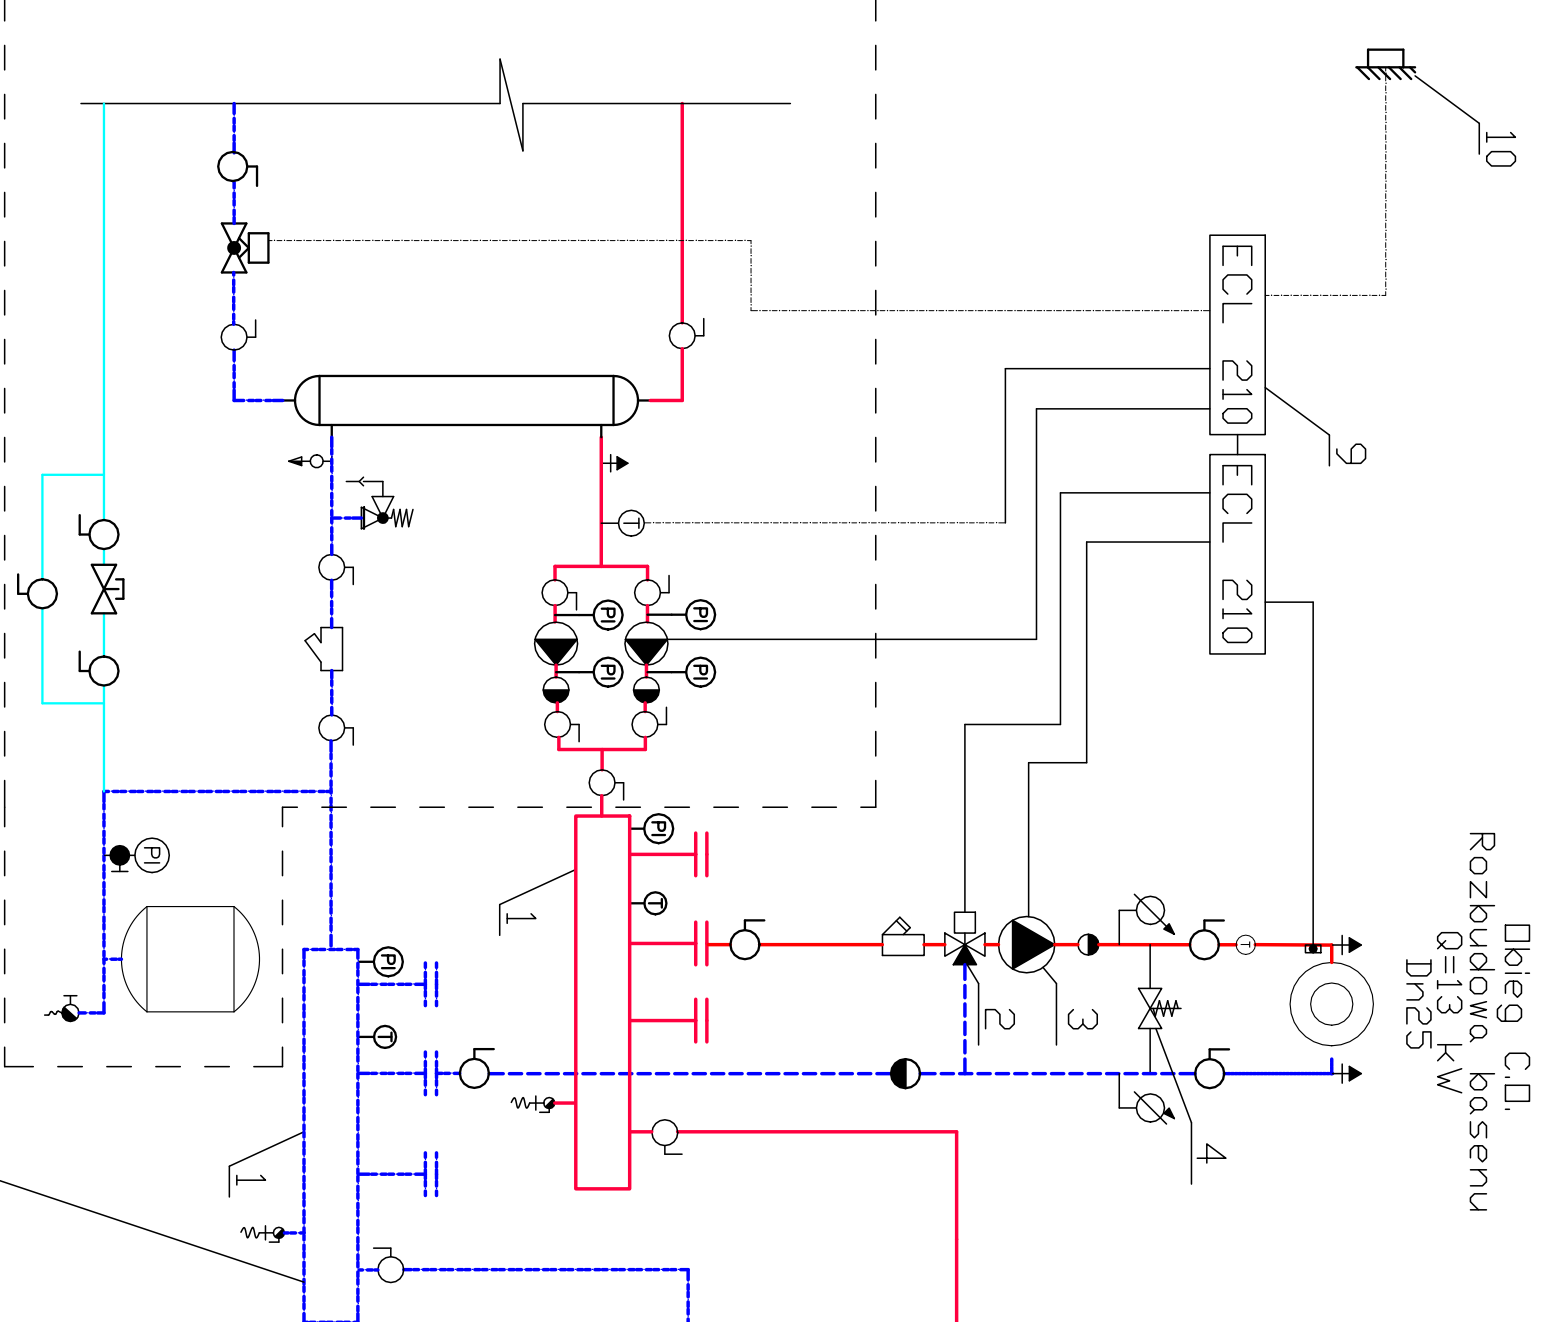 10
ECL 210
9
ECL 210
PI
PI
PI
PI
T
PI
T
1
2
3
4
T
Obieg C.O.
Rozbudowa basenu
Q=13 kW
Dn25
PI
PI
T
1